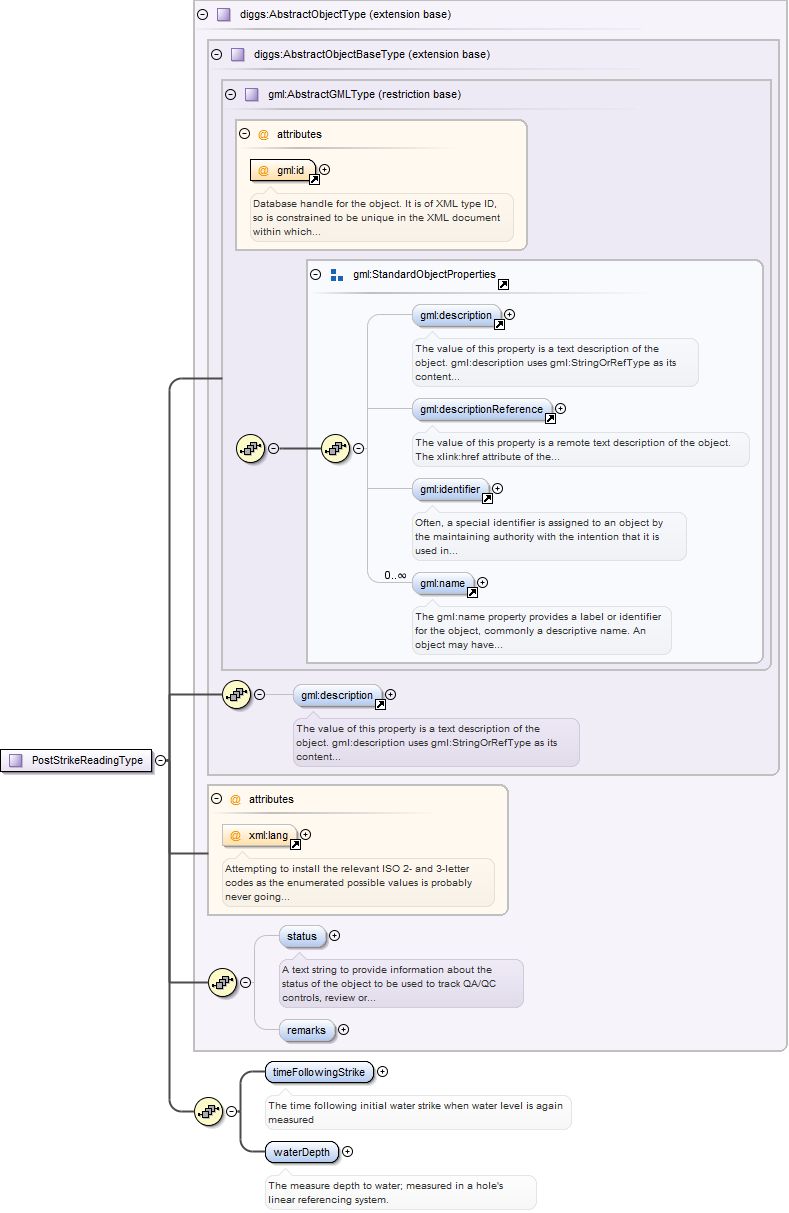 diggs:AbstractObjectType (extension base)
diggs:AbstractObjectBaseType (extension base)
gml:AbstractGMLType (restriction base)
@ attributes
@ gml:id
Database handle for the object. It is of XML type ID,
so is constrained to be unique in the XML document
within which...
gml:StandardObjectProperties
gml:description
The value of this property is a text description of the
object. gml:description uses gml:StringOrRefType as its
content...
gml:descriptionReference
The value of this property is a remote text description of the object.
The xlink:href attribute of the...
gml:identifier
Often, a special identifier is assigned to an object by
the maintaining authority with the intention that it is
used in...
0..∞
gml:name
The gml:name property provides a label or identifier
for the object, commonly a descriptive name. An
object may have...
gml:description
The value of this property is a text description of the
object. gml:description uses gml:StringOrRefType as its
content...
PostStrikeReadingType
@ attributes
@ xml:lang
Attempting to install the relevant ISO 2- and 3-letter
codes as the enumerated possible values is probably
never going...
status
A text string to provide information about the
status of the object to be used to track QA/QC
controls, review or...
remarks
timeFollowingStrike
The time following initial water strike when water level is again
measured
waterDepth
The measure depth to water; measured in a hole's
linear referencing system.